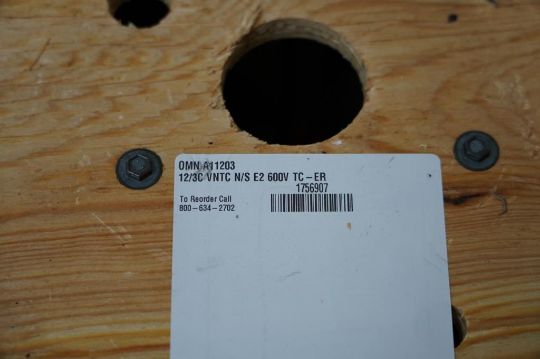 OMN A11203
12/3C VNTC N/S E2 600V TC-ER
1756907
To Reorder Call
800-634-2702